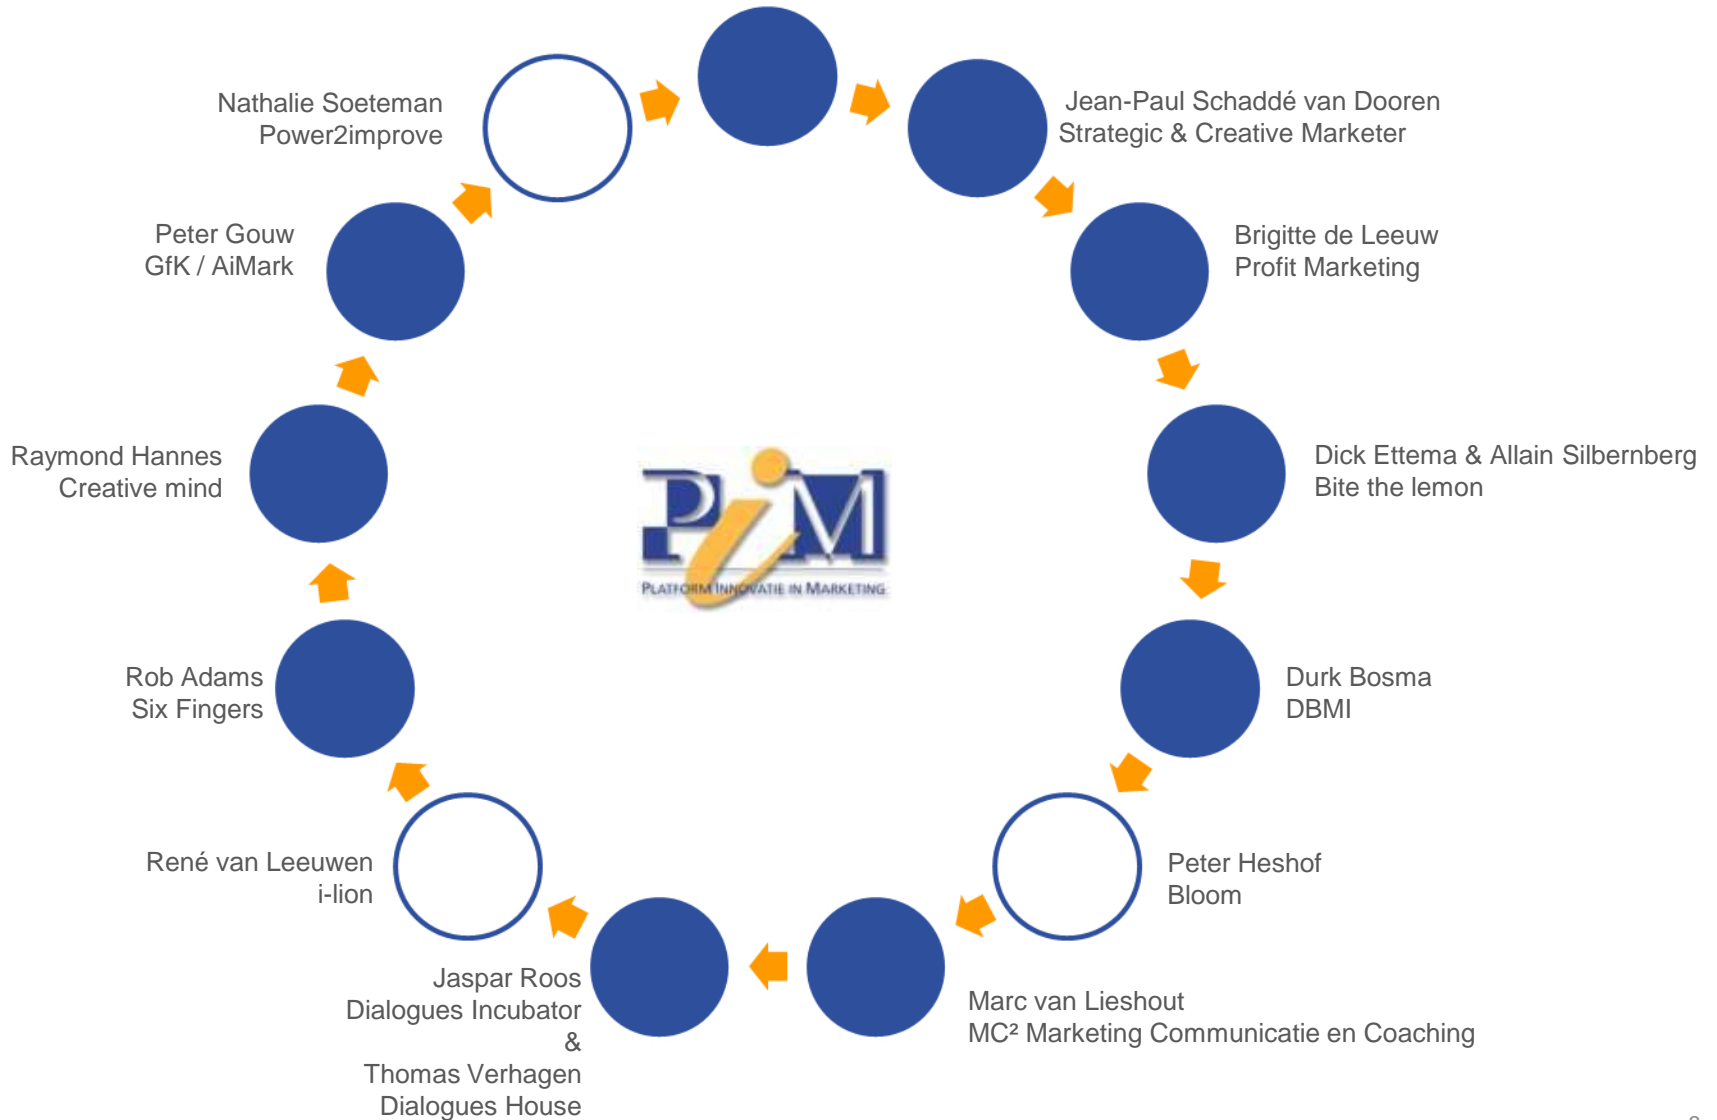 Nathalie Soeteman
Power2improve
Jean-Paul Schaddé van Dooren
Strategic & Creative Marketer
Peter Gouw
GfK / AiMark
Brigitte de Leeuw
Profit Marketing
Raymond Hannes
Creative mind
PiM
PLATFORM INNOVATIE IN MARKETING
Dick Ettema & Allain Silbernberg
Bite the lemon
Rob Adams
Six Fingers
Durk Bosma
DBMI
René van Leeuwen
i-lion
Peter Heshof
Bloom
Jaspar Roos
Dialogues Incubator
&
Thomas Verhagen
Dialogues House
Marc van Lieshout
MC² Marketing Communicatie en Coaching